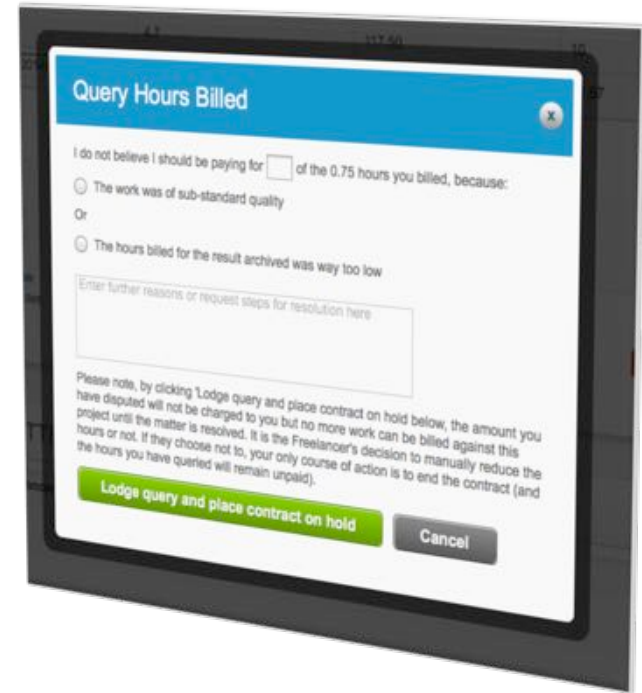 4.7
117.50
10
Query Hours Billed
x
I do not believe I should be paying for of the 0.75 hours you billed, because:
The work was of sub-standard quality
Or
The hours billed for the result archived was way too low
Enter further reasons or request steps for resolution here
Please note, by clicking 'Lodge query and place contract on hold below, the amount you
have disputed will not be charged to you but no more work can be billed against this
project until the matter is resolved. It is the Freelancer's decision to manually reduce the
hours or not. If they choose not to, your only course of action is to end the contract (and
the hours you have queried will remain unpaid).
Lodge query and place contract on hold
Cancel